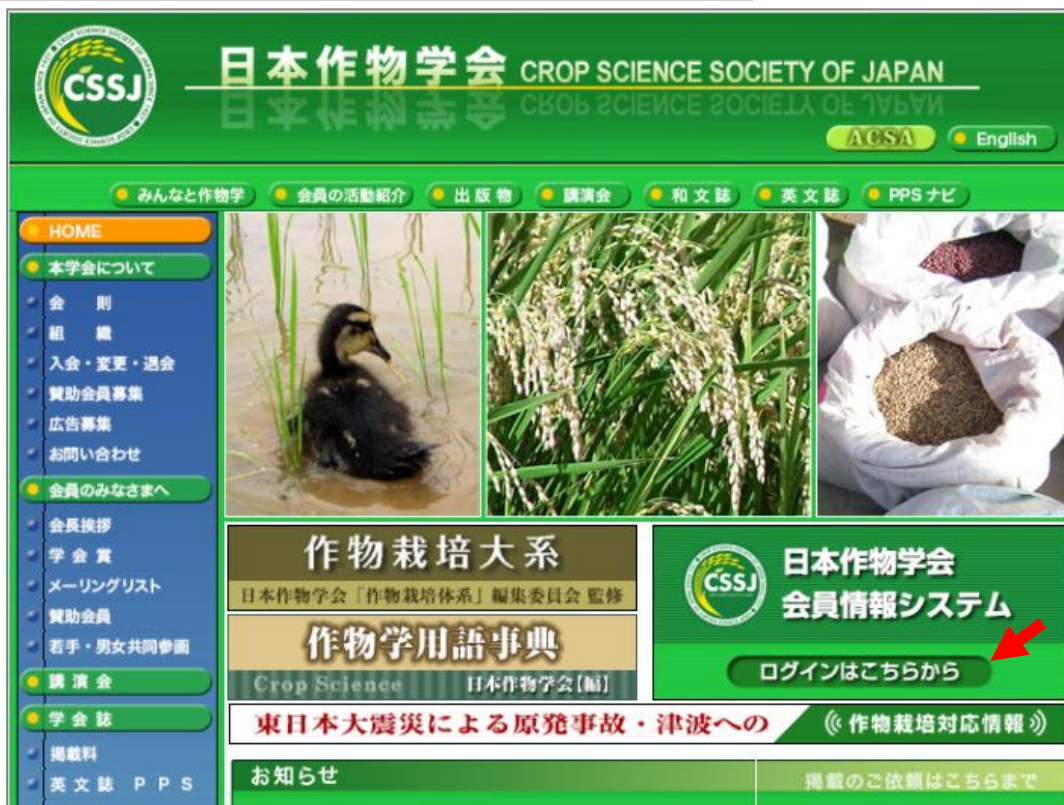 CSSJ
日本作物学会 CROP SCIENCE SOCIETY OF JAPAN
ACSA
English
みんなと作物学
会員の活動紹介
出版物
講演会
和文誌
英文誌
PPSナビ
HOME
本学会について
会　則
組　織
入会・変更・退会
賛助会員募集
広告募集
お問い合わせ
会員のみなさまへ
会長挨拶
学会賞
メーリングリスト
賛助会員
若手・男女共同参画
講演会
学会誌
掲載料
英文誌 PPS
作物栽培大系
日本作物学会「作物栽培体系」編集委員会 監修
作物学用語事典
Crop Science 日本作物学会【編】
CSSJ
日本作物学会
会員情報システム
ログインはこちらから
東日本大震災による原発事故・津波への
作物栽培対応情報
お知らせ
掲載のご依頼はこちらまで